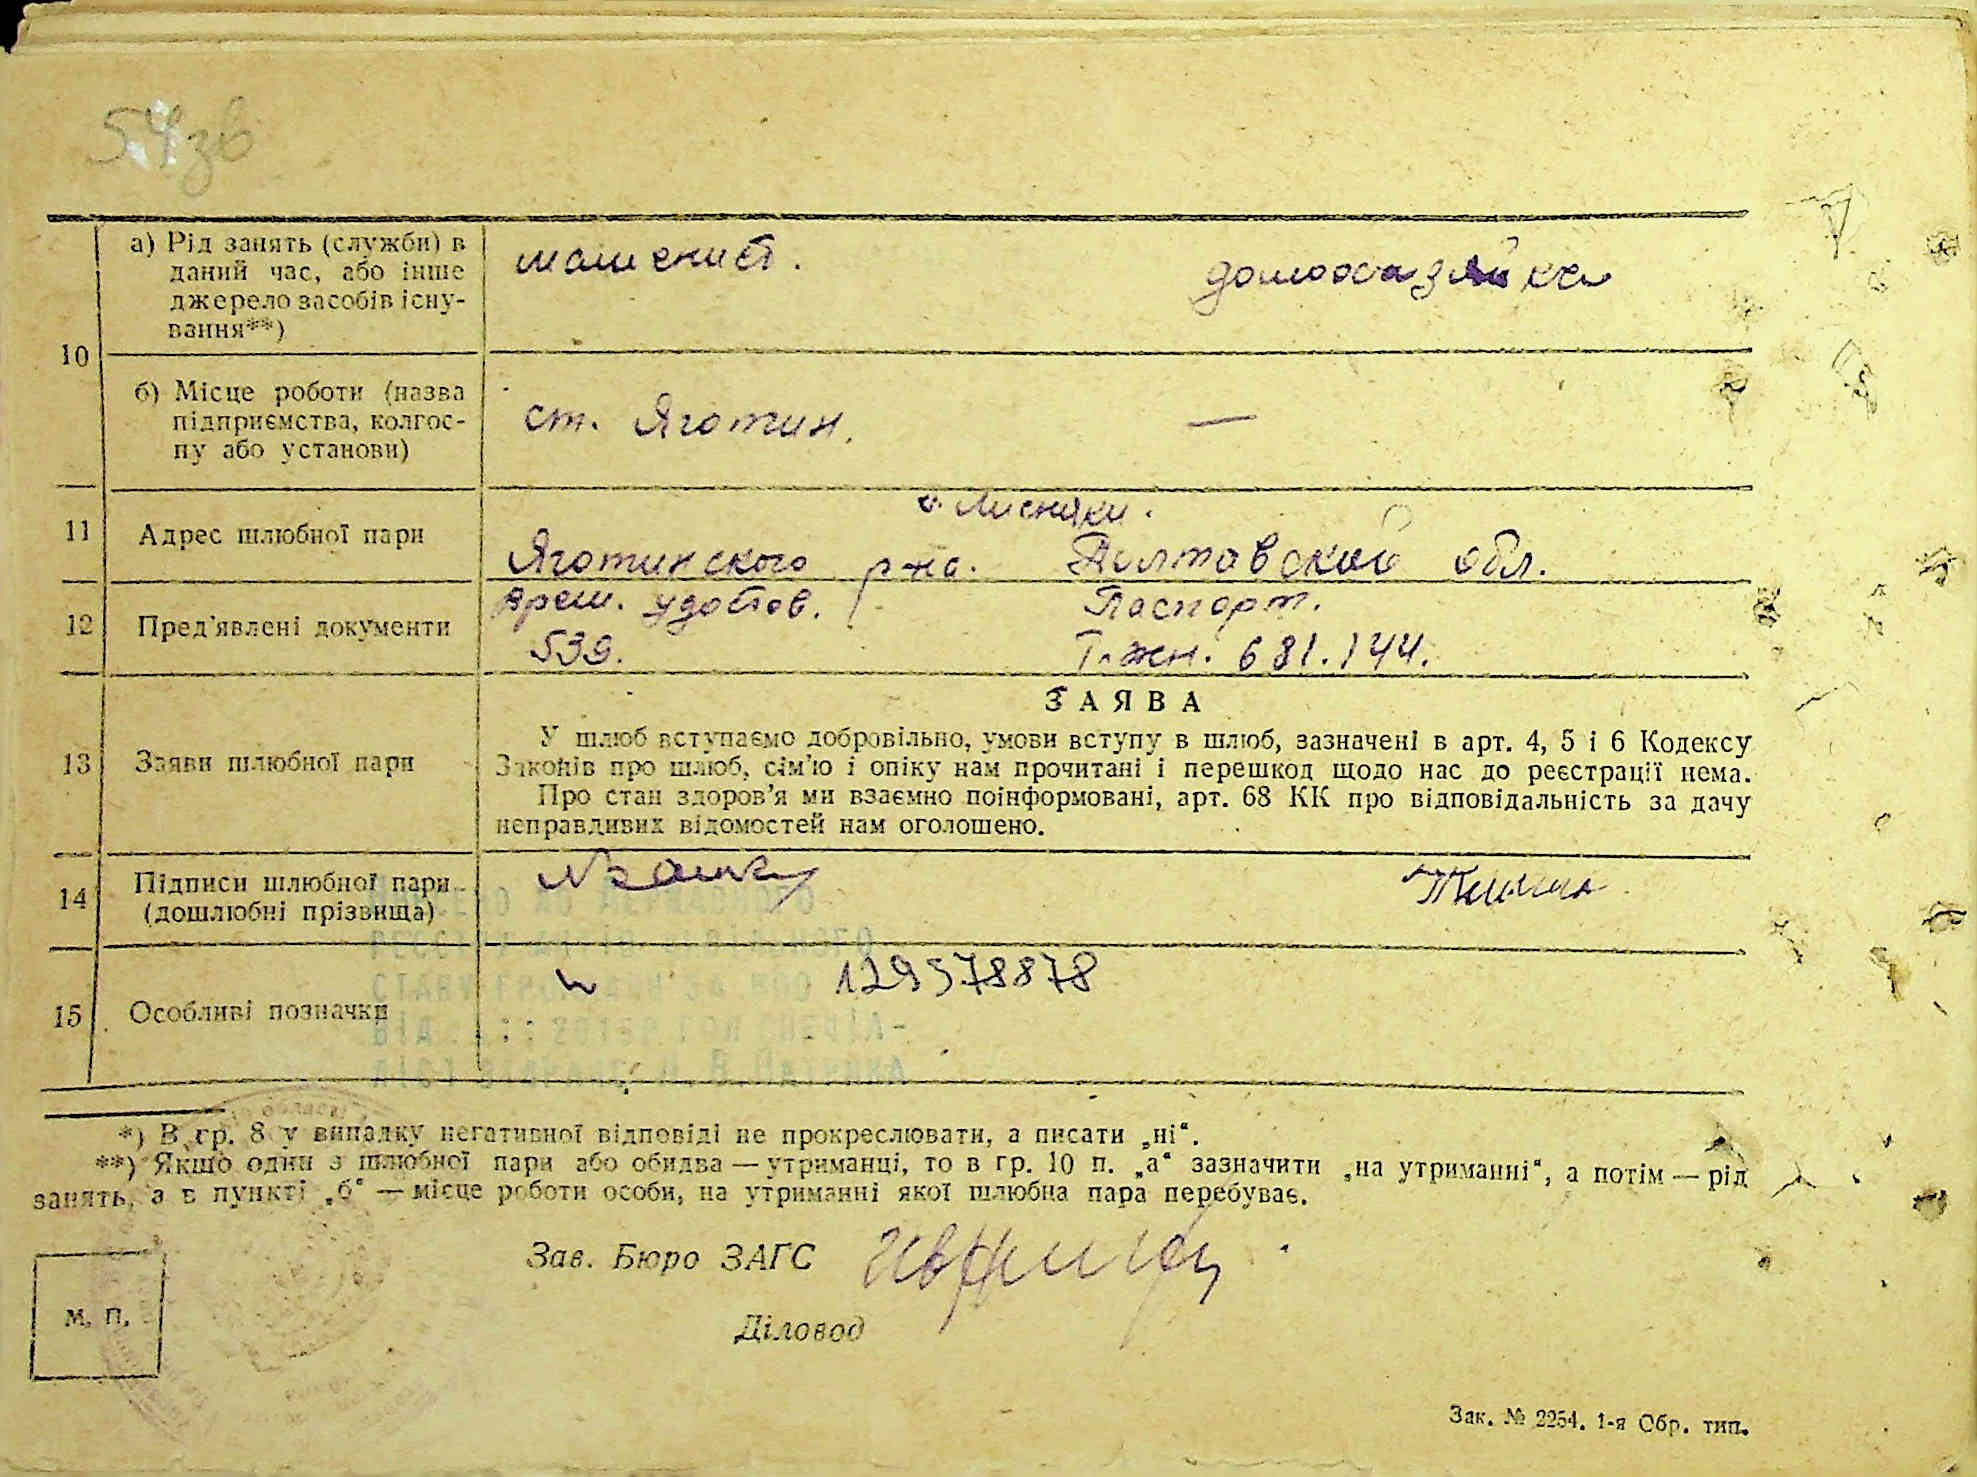 54зв
10
а) Рід занять (служби) в
даний час, або інше
джерело засобів існу-
вання**)
машенист.
домохазяйка
б) Місце роботи (назва
підприємства, колгос-
пу або установи)
ст. Яготин.
—
11
Адрес шлюбної пари
с. Лисняки.
Яготинского р-на. Полтавской обл.
12
Пред'явлені документи
врем. удостов.
539.
Паспорт.
681.144.
13
Заяви шлюбної пари
ЗАЯВА
У шлюб вступаємо добровільно, умови вступу в шлюб, зазначені в арт. 4, 5 і 6 Кодексу
Законів про шлюб, сім'ю і опіку нам прочитані і перешкод щодо нас до реєстрації нема.
Про стан здоров'я ми взаємно поінформовані, арт. 68 КК про відповідальність за дачу
неправдивих відомостей нам оголошено.
14
Підписи шлюбної пари
(дошлюбні прізвища)
15
Особливі позначки
129378878
*) В гр. 8 у випадку негативної відповіді не прокреслювати, а писати „ні“.
**) Якщо один з шлюбної пари або обидва — утриманці, то в гр. 10 п. „а“ зазначити „на утриманні“, а потім — рід
занять, а в пункті „б“ — місце роботи особи, на утриманні якої шлюбна пара перебуває.
Зав. Бюро ЗАГС
Діловод
М. П.
Зак. № 2254. 1-я Обр. тип.